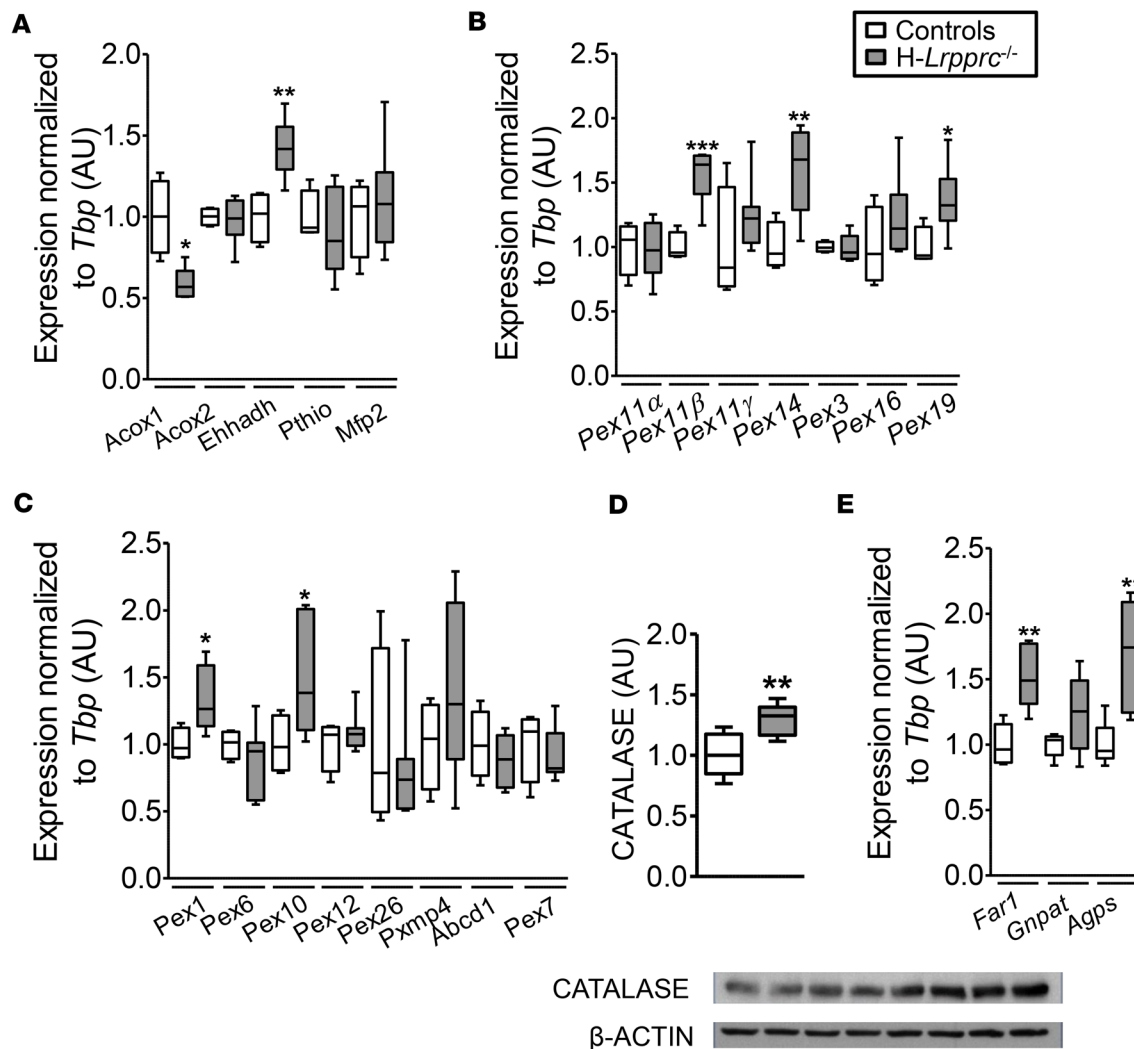 A
Expression normalized
to Tbp (AU)
2.0
1.5
1.0
0.5
0.0
*
**
Acox1
Acox2
Ehhadh
Pthio
Mfp2
B
Controls
H-Lrpprc-/-
Expression normalized
to Tbp (AU)
2.5
2.0
1.5
1.0
0.5
0.0
***
**
*
Pex11α
Pex11β
Pex11γ
Pex14
Pex3
Pex16
Pex19
C
Expression normalized
to Tbp (AU)
2.5
2.0
1.5
1.0
0.5
0.0
*
*
Pex1
Pex6
Pex10
Pex12
Pex26
Pxmp4
Abcd1
Pex7
D
CATALASE (AU)
2.0
1.5
1.0
0.5
0.0
**
E
Expression normalized
to Tbp (AU)
2.5
2.0
1.5
1.0
0.5
0.0
**
**
Far1
Gnpat
Agps
CATALASE
β-ACTIN